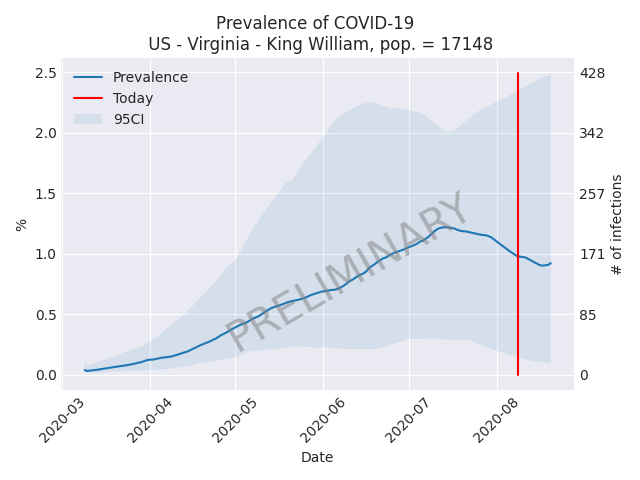 Prevalence of COVID-19
US - Virginia - King William, pop. = 17148
Prevalence
Today
95CI
PRELIMINARY
%
2.5
2.0
1.5
1.0
0.5
0.0
428
342
257
171
85
0
# of infections
2020-03
2020-04
2020-05
2020-06
2020-07
2020-08
Date